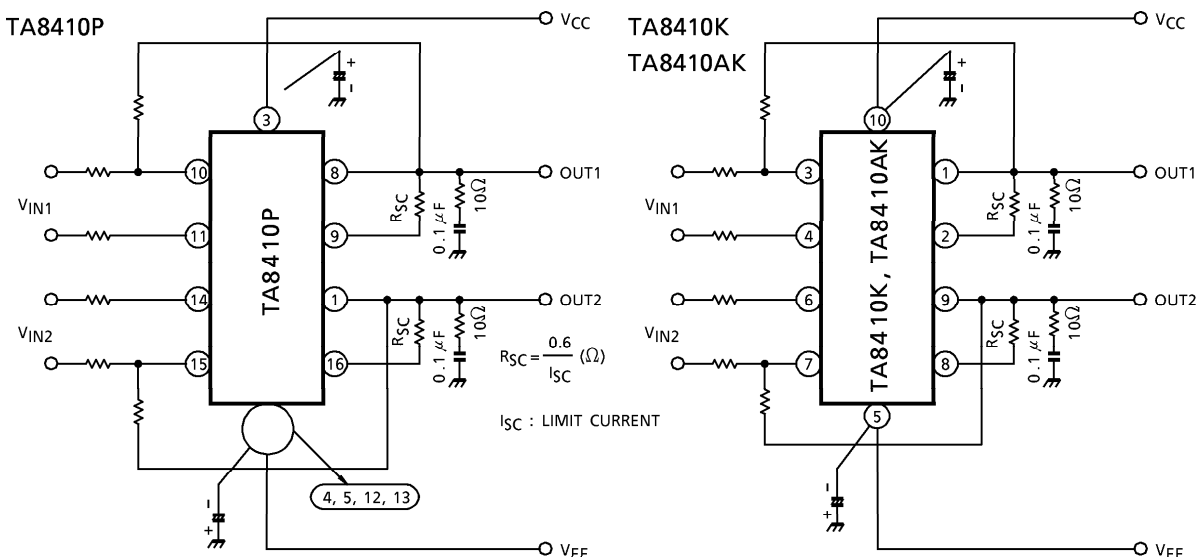 TA8410P
VCC
+
-
3
10
8
OUT1
VIN1
RSC
0.1μF
10Ω
11
9
TA8410P
14
1
OUT2
VIN2
RSC
0.1μF
10Ω
15
16
RSC = 0.6 / ISC (Ω)
ISC : LIMIT CURRENT
4, 5, 12, 13
-
+
VEE
TA8410K
TA8410AK
VCC
+
-
10
3
1
OUT1
VIN1
RSC
0.1μF
10Ω
4
2
TA8410K, TA8410AK
6
9
OUT2
VIN2
RSC
0.1μF
10Ω
7
8
5
-
+
VEE